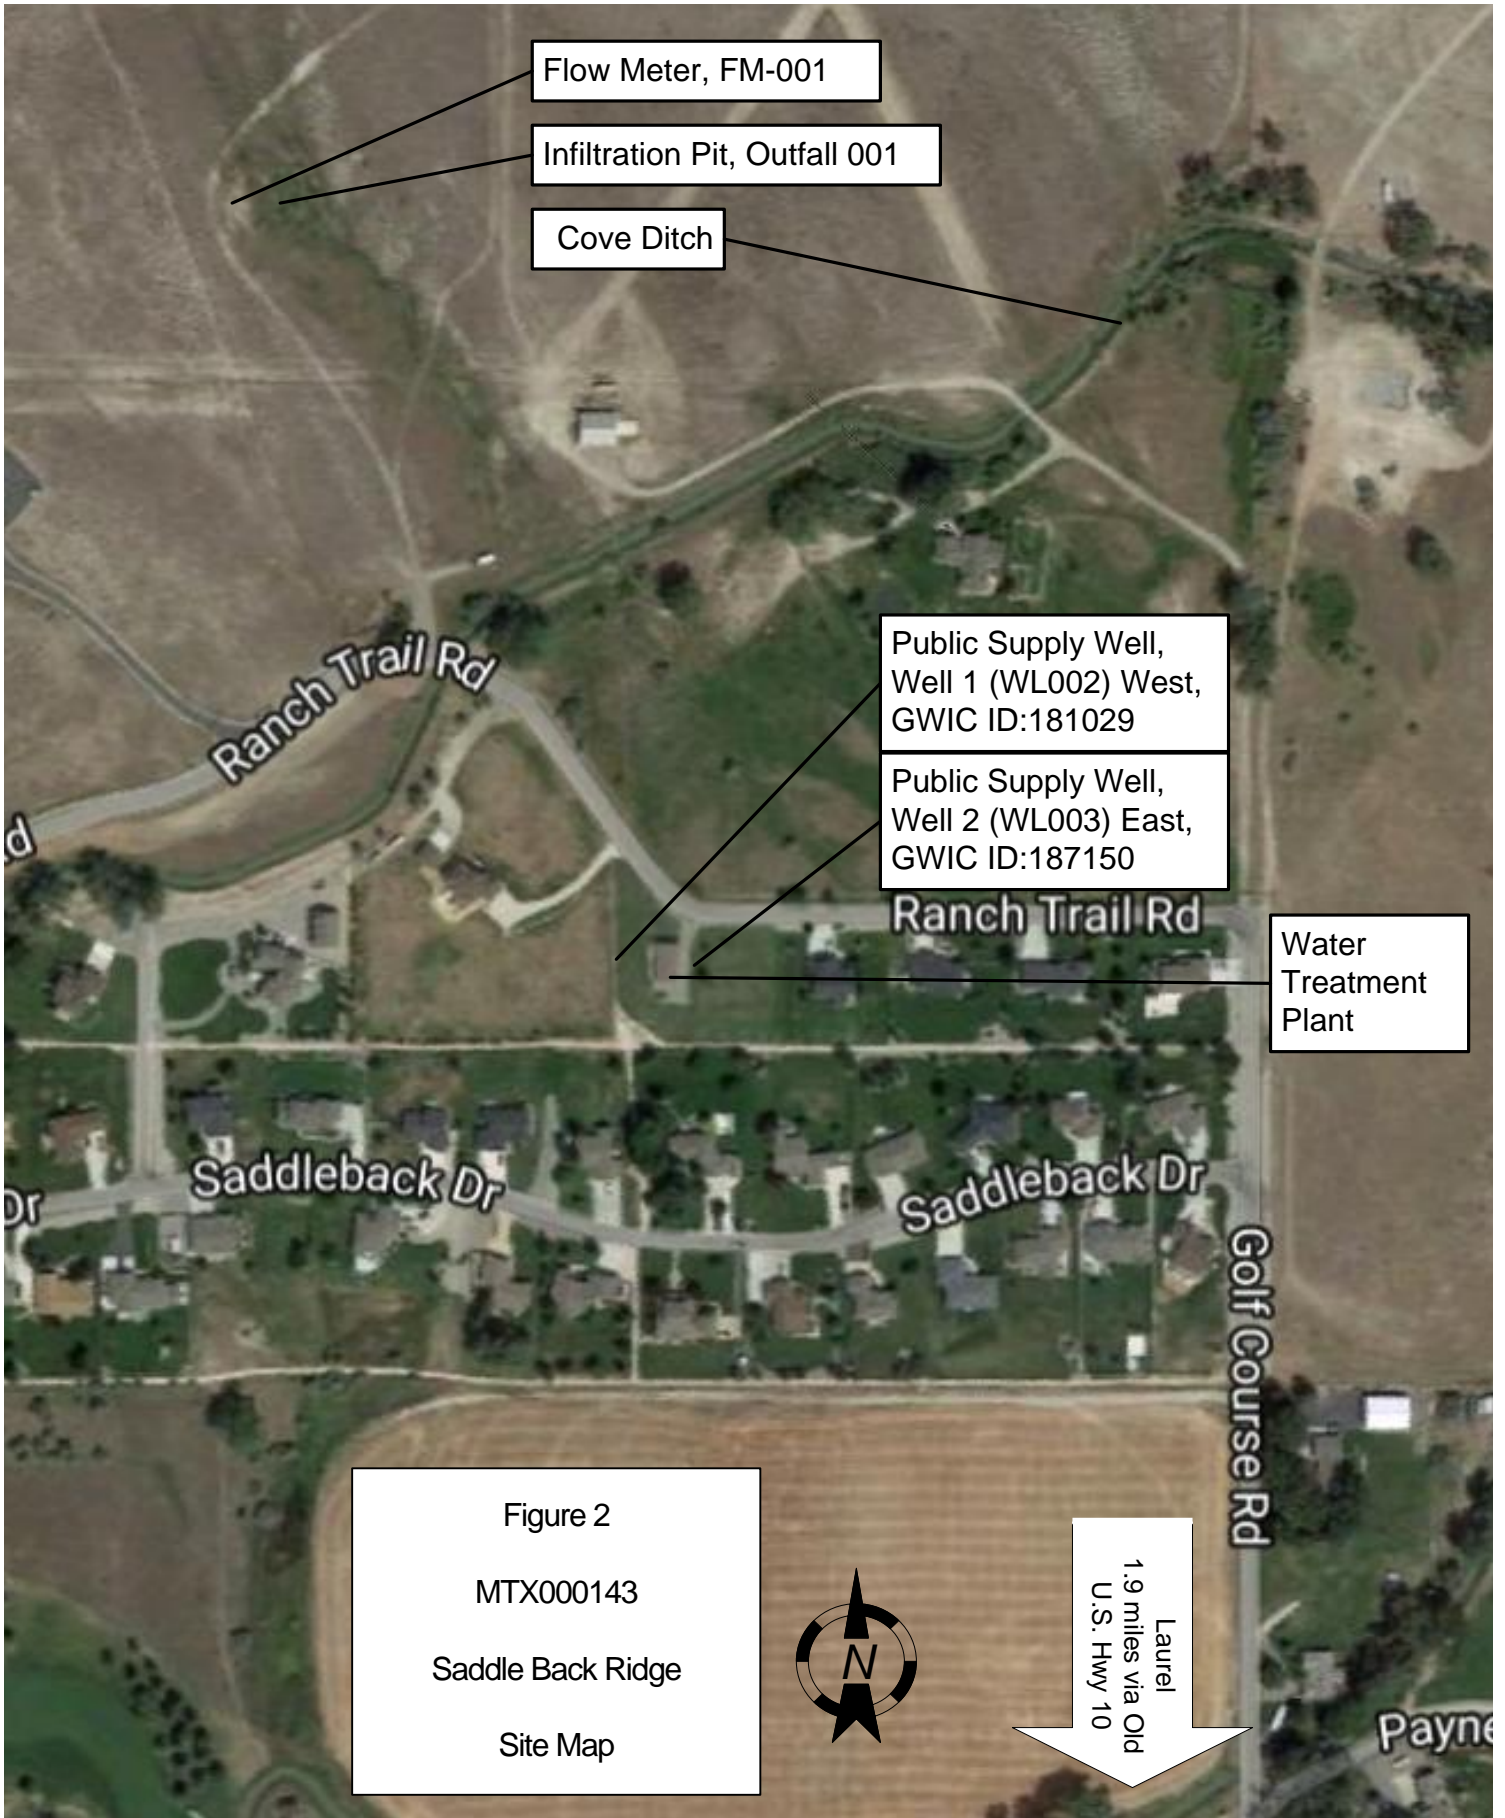 Flow Meter, FM-001
Infiltration Pit, Outfall 001
Cove Ditch
Ranch Trail Rd
Public Supply Well,
Well 1 (WL002) West,
GWIC ID:181029
Public Supply Well,
Well 2 (WL003) East,
GWIC ID:187150
Ranch Trail Rd
Water
Treatment
Plant
Saddleback Dr
Saddleback Dr
Dr
Golf Course Rd
Figure 2
MTX000143
Saddle Back Ridge
Site Map
N
Laurel
1.9 miles via Old
U.S. Hwy 10
Payne